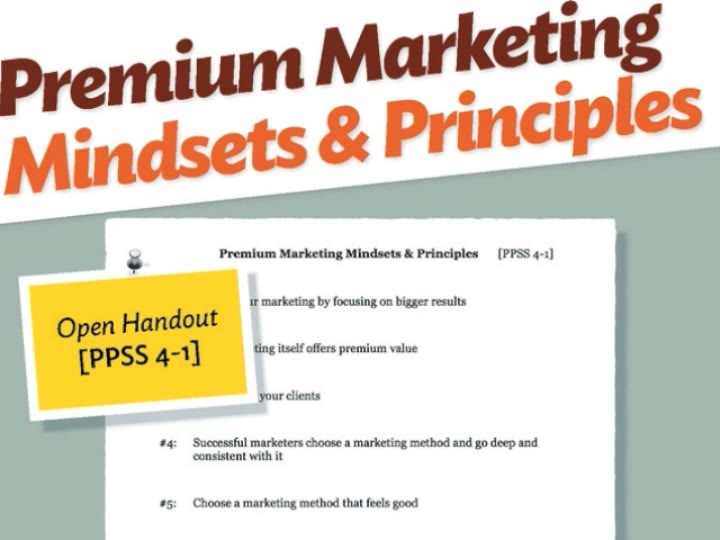 Premium Marketing
Mindsets & Principles
Premium Marketing Mindsets & Principles [PPSS 4-1]
Open Handout
[PPSS 4-1]
marketing by focusing on bigger results
itself offers premium value
your clients
#4: Successful marketers choose a marketing method and go deep and
consistent with it
#5: Choose a marketing method that feels good